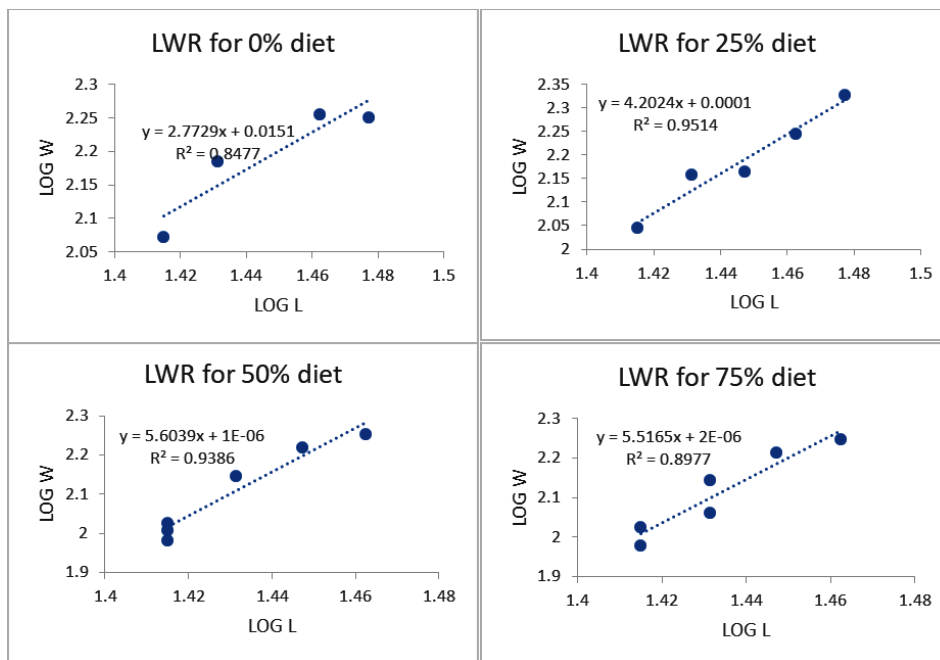 LWR for 0% diet
2.3
2.25
2.2
2.15
2.1
2.05
LOG W
y = 2.7729x + 0.0151
R² = 0.8477
1.4 1.42 1.44 1.46 1.48 1.5
LOG L
LWR for 25% diet
2.35
2.3
2.25
2.2
2.15
2.1
2.05
2
LOG W
y = 4.2024x + 0.0001
R² = 0.9514
1.4 1.42 1.44 1.46 1.48 1.5
LOG L
LWR for 50% diet
2.3
2.2
2.1
2
1.9
LOG W
y = 5.6039x + 1E-06
R² = 0.9386
1.4 1.42 1.44 1.46 1.48
LOG L
LWR for 75% diet
2.3
2.2
2.1
2
1.9
LOG W
y = 5.5165x + 2E-06
R² = 0.8977
1.4 1.42 1.44 1.46 1.48
LOG L